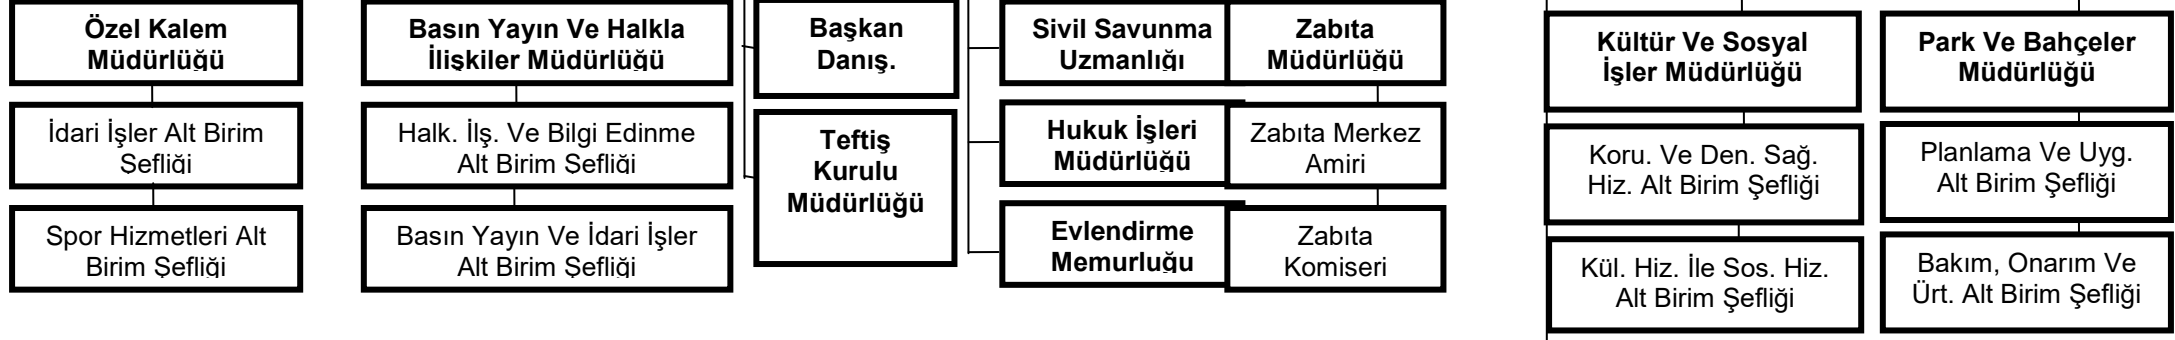 Özel Kalem
Müdürlüğü
İdari İşler Alt Birim
Şefliği
Spor Hizmetleri Alt
Birim Şefliği
Basın Yayın Ve Halkla
İlişkiler Müdürlüğü
Halk. İlş. Ve Bilgi Edinme
Alt Birim Şefliği
Basın Yayın Ve İdari İşler
Alt Birim Şefliği
Başkan
Danış.
Teftiş
Kurulu
Müdürlüğü
Sivil Savunma
Uzmanlığı
Hukuk İşleri
Müdürlüğü
Evlendirme
Memurluğu
Zabıta
Müdürlüğü
Zabıta Merkez
Amiri
Zabıta
Komiseri
Kültür Ve Sosyal
İşler Müdürlüğü
Koru. Ve Den. Sağ.
Hiz. Alt Birim Şefliği
Kül. Hiz. İle Sos. Hiz.
Alt Birim Şefliği
Park Ve Bahçeler
Müdürlüğü
Planlama Ve Uyg.
Alt Birim Şefliği
Bakım, Onarım Ve
Ürt. Alt Birim Şefliği